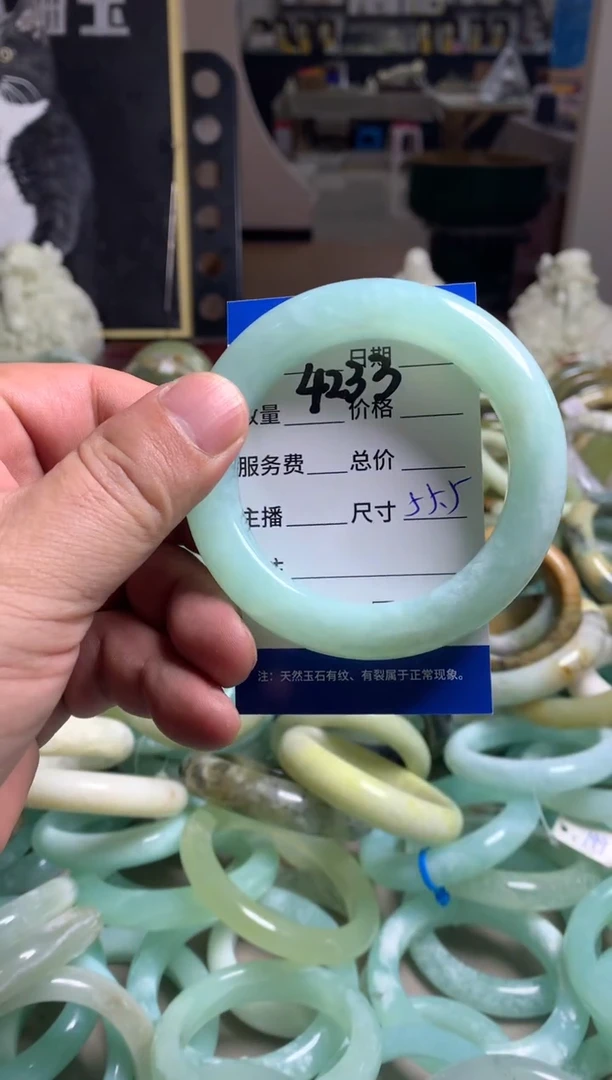 玉
日期
4233
数量 价格
服务费 总价
主播 尺寸 55.5
注：天然玉石有纹、有裂属于正常现象。